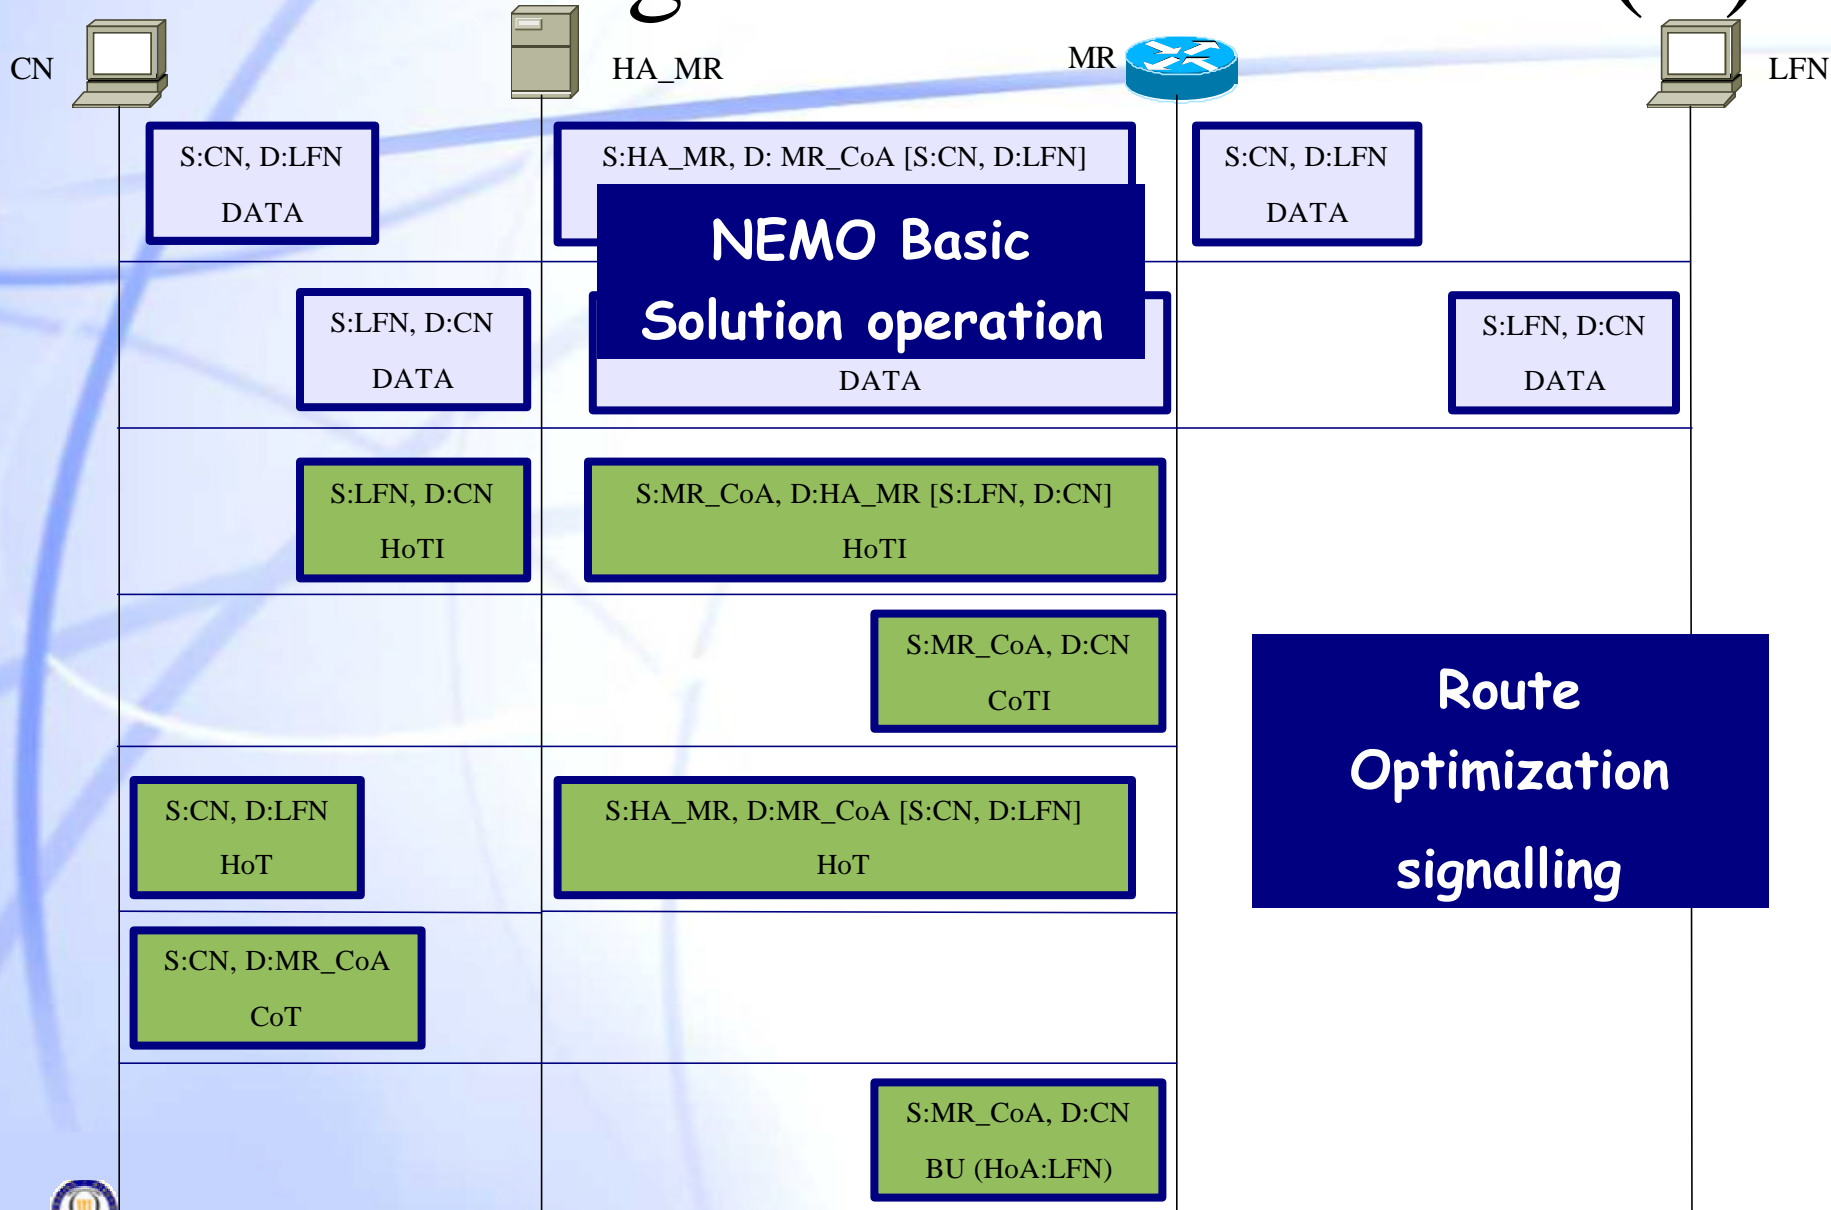 CN
HA_MR
MR
LFN
S:CN, D:LFN
DATA
S:HA_MR, D: MR_CoA [S:CN, D:LFN]
S:CN, D:LFN
DATA
NEMO Basic
Solution operation
S:LFN, D:CN
DATA
DATA
S:LFN, D:CN
DATA
S:LFN, D:CN
HoTI
S:MR_CoA, D:HA_MR [S:LFN, D:CN]
HoTI
S:MR_CoA, D:CN
CoTI
Route
Optimization
signalling
S:CN, D:LFN
HoT
S:HA_MR, D:MR_CoA [S:CN, D:LFN]
HoT
S:CN, D:MR_CoA
CoT
S:MR_CoA, D:CN
BU (HoA:LFN)